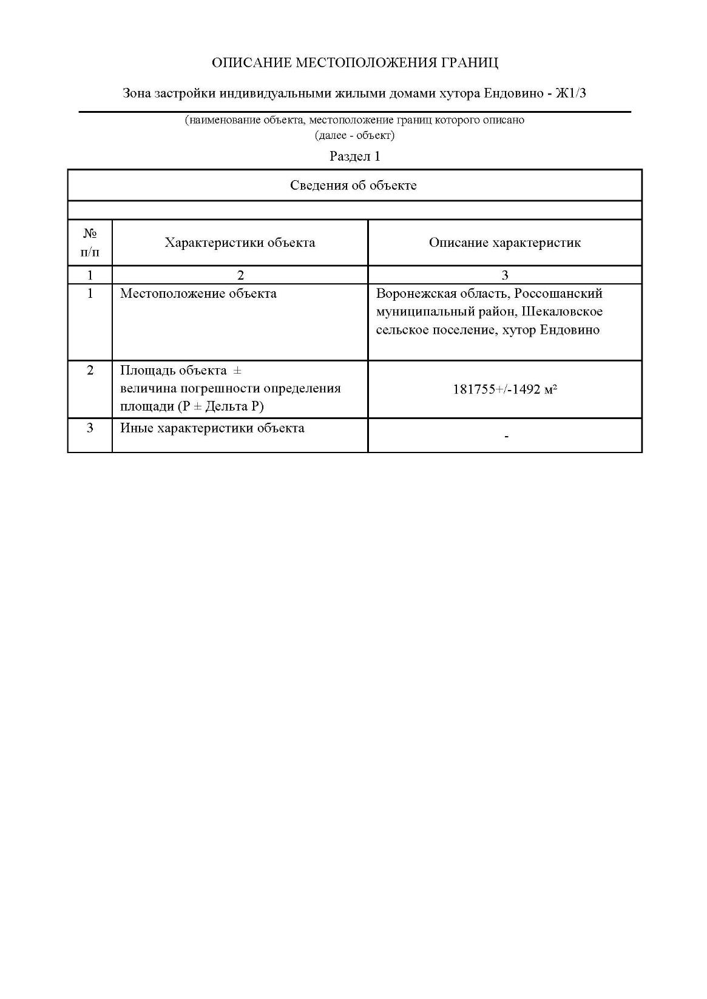 ОПИСАНИЕ МЕСТОПОЛОЖЕНИЯ ГРАНИЦ
Зона застройки индивидуальными жилыми домами хутора Ендовино - Ж1/3
(наименование объекта, местоположение границ которого описано
(далее - объект)
Раздел 1
Сведения об объекте
№
п/п
Характеристики объекта
Описание характеристик
1
2
3
1
Местоположение объекта
Воронежская область, Россошанский
муниципальный район, Шекаловское
сельское поселение, хутор Ендовино
2
Площадь объекта ±
величина погрешности определения
площади (Р ± Дельта Р)
181755+/-1492 м²
3
Иные характеристики объекта
-